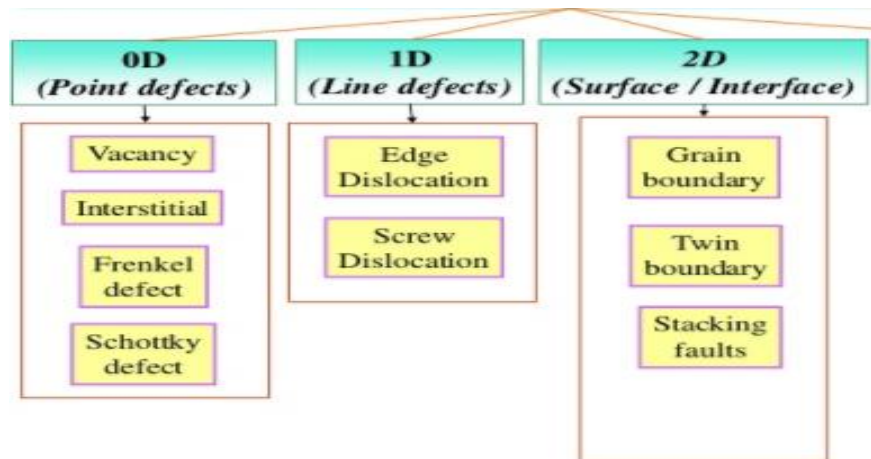 0D
(Point defects)
Vacancy
Interstitial
Frenkel
defect
Schottky
defect
1D
(Line defects)
Edge
Dislocation
Screw
Dislocation
2D
(Surface / Interface)
Grain
boundary
Twin
boundary
Stacking
faults